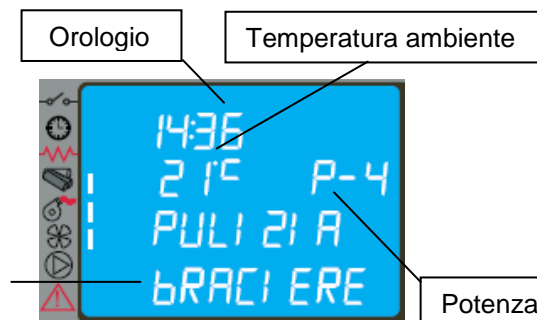 Orologio
Temperatura ambiente
14:36
21°C P-4
PULIZIA
bRACIERE
Potenza